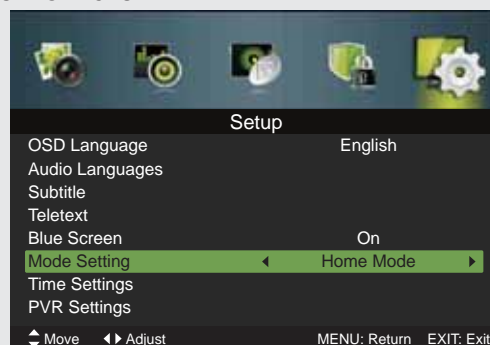 Setup
OSD Language English
Audio Languages
Subtitle
Teletext
Blue Screen On
Mode Setting Home Mode
Time Settings
PVR Settings
Move Adjust MENU: Return EXIT: Exit